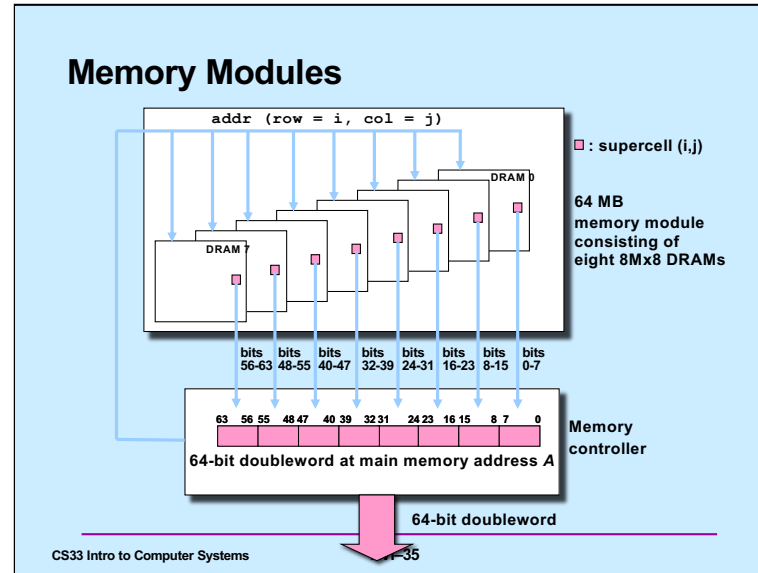 Memory Modules
addr (row = i, col = j)
: supercell (i,j)
DRAM 0
64 MB
memory module
consisting of
eight 8Mx8 DRAMs
DRAM 7
bits bits bits bits bits bits bits bits
56-63 48-55 40-47 32-39 24-31 16-23 8-15 0-7
63 56 55 48 47 40 39 32 31 24 23 16 15 8 7 0
Memory
controller
64-bit doubleword at main memory address A
64-bit doubleword
CS33 Intro to Computer Systems
–35